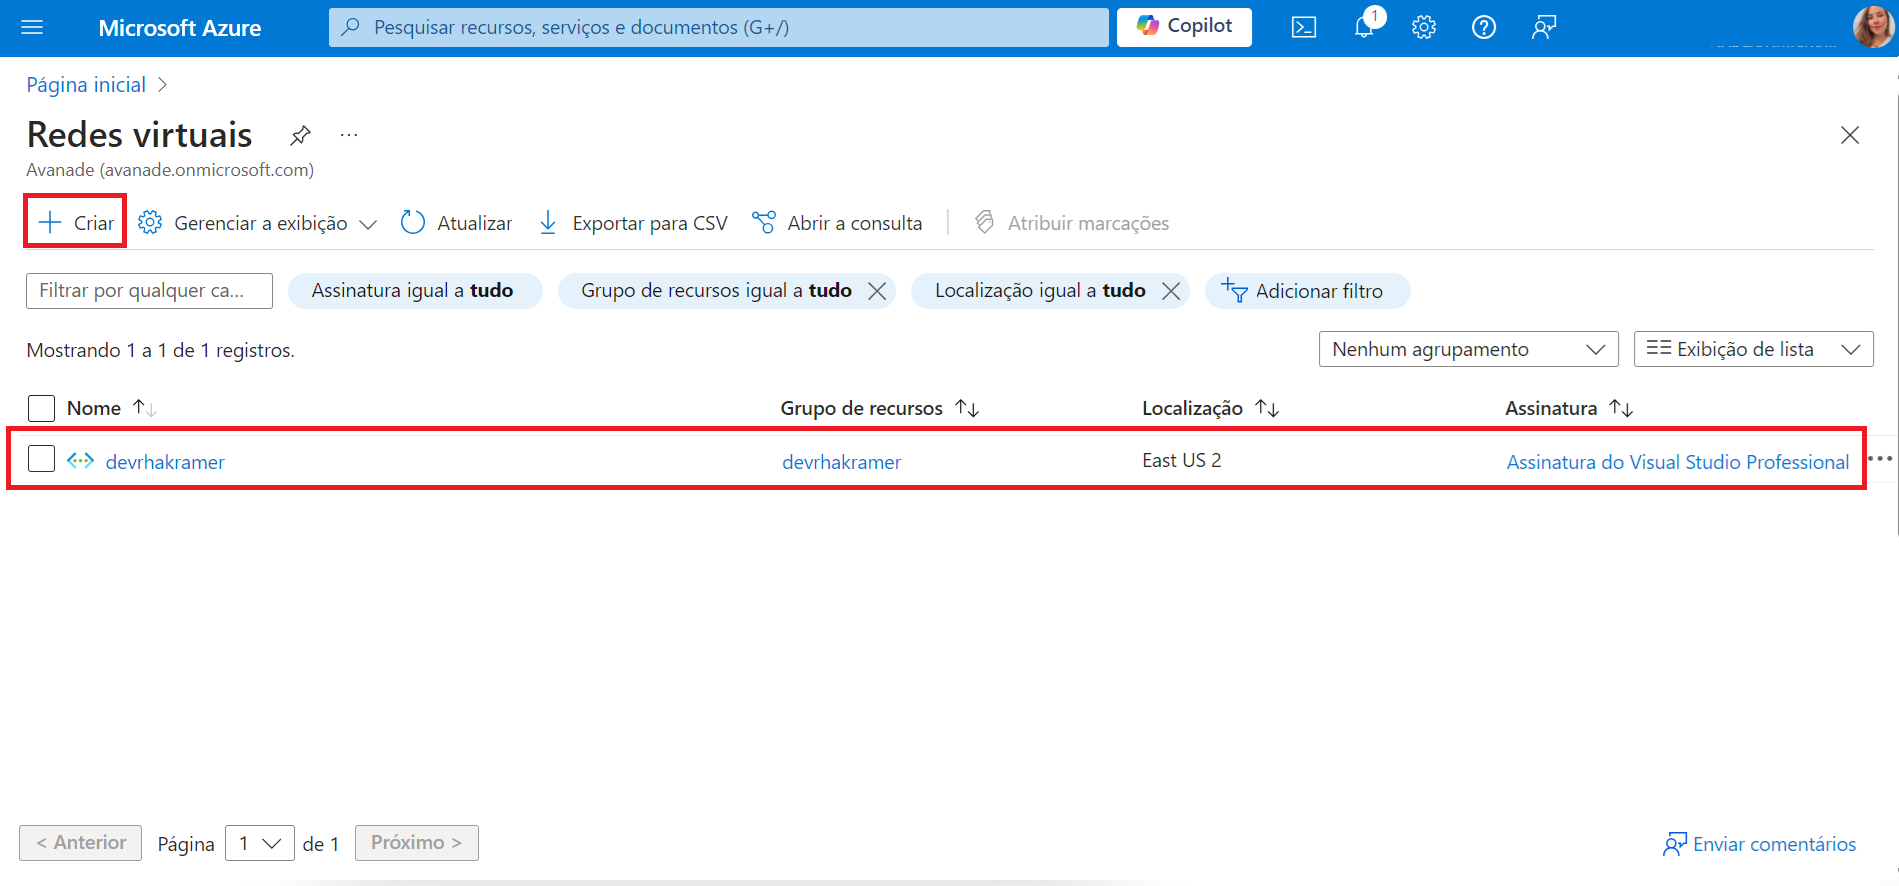 Microsoft Azure
Pesquisar recursos, serviços e documentos (G+/)
Copilot
1
Página inicial >
Redes virtuais
Avanade (avanade.onmicrosoft.com)
Criar
Gerenciar a exibição
Atualizar
Exportar para CSV
Abrir a consulta
Atribuir marcações
Filtrar por qualquer ca...
Assinatura igual a tudo
Grupo de recursos igual a tudo
Localização igual a tudo
Adicionar filtro
Mostrando 1 a 1 de 1 registros.
Nenhum agrupamento
Exibição de lista
Nome
Grupo de recursos
Localização
Assinatura
devrhakramer
devrhakramer
East US 2
Assinatura do Visual Studio Professional
< Anterior
Página
1
de 1
Próximo >
Enviar comentários